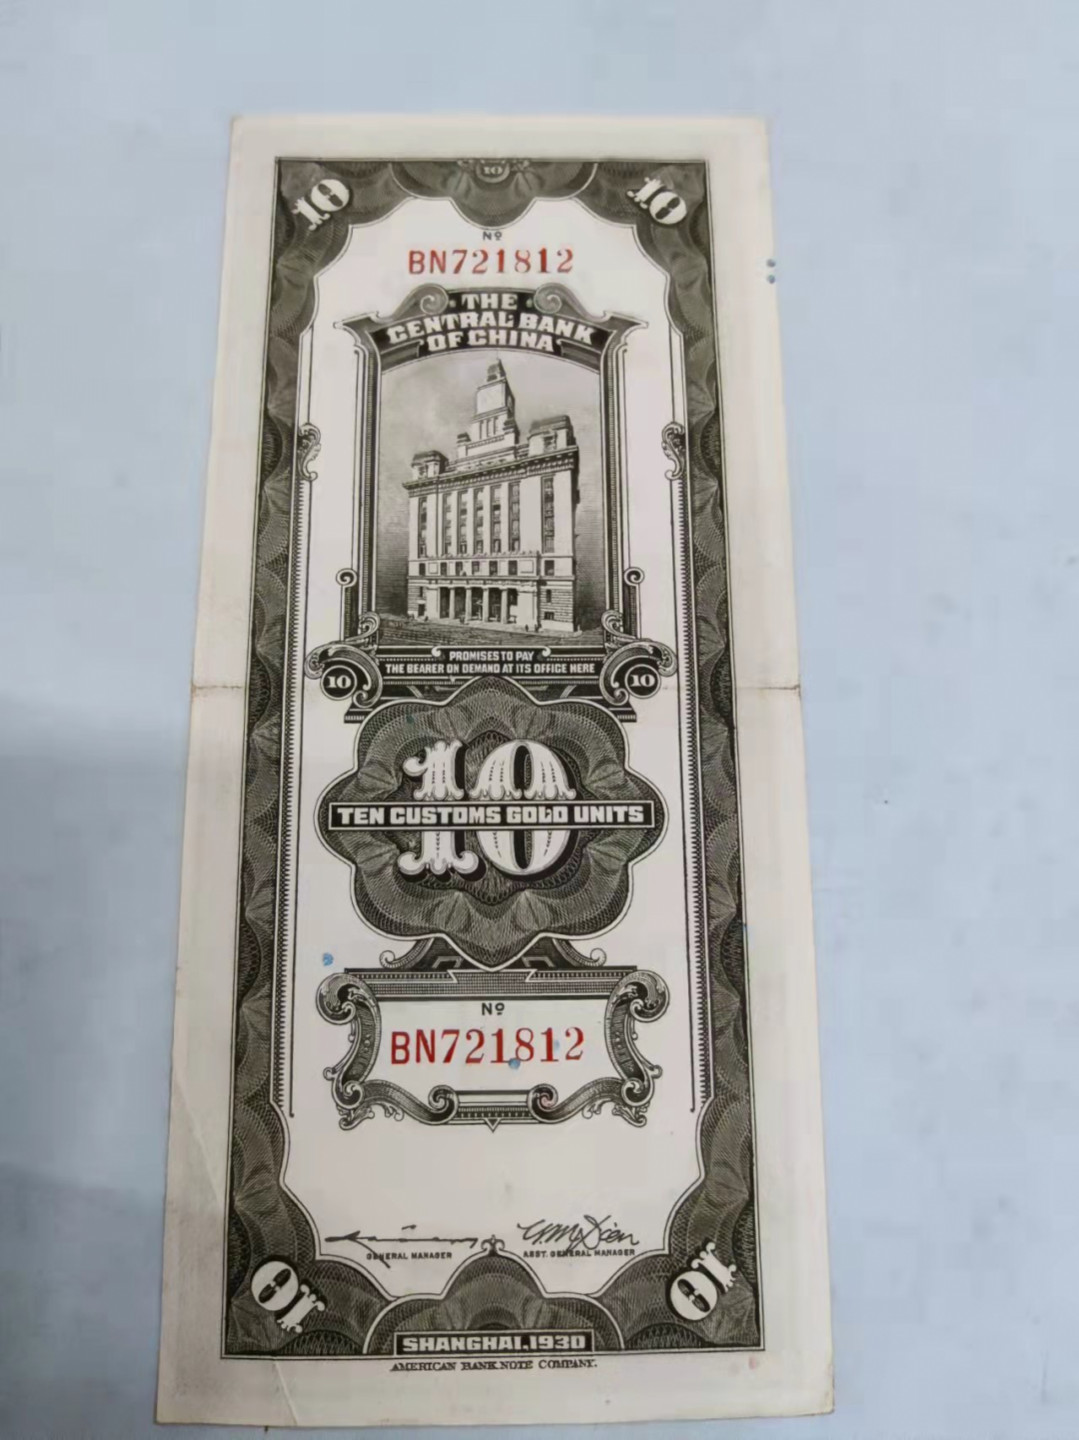 10
10
10
Nº
BN721812
THE
CENTRAL BANK
OF CHINA
PROMISES TO PAY
THE BEARER ON DEMAND AT ITS OFFICE HERE
10
10
10
TEN CUSTOMS GOLD UNITS
Nº
BN721812
GENERAL MANAGER
ASST. GENERAL MANAGER
10
10
SHANGHAI, 1930
AMERICAN BANK NOTE COMPANY.